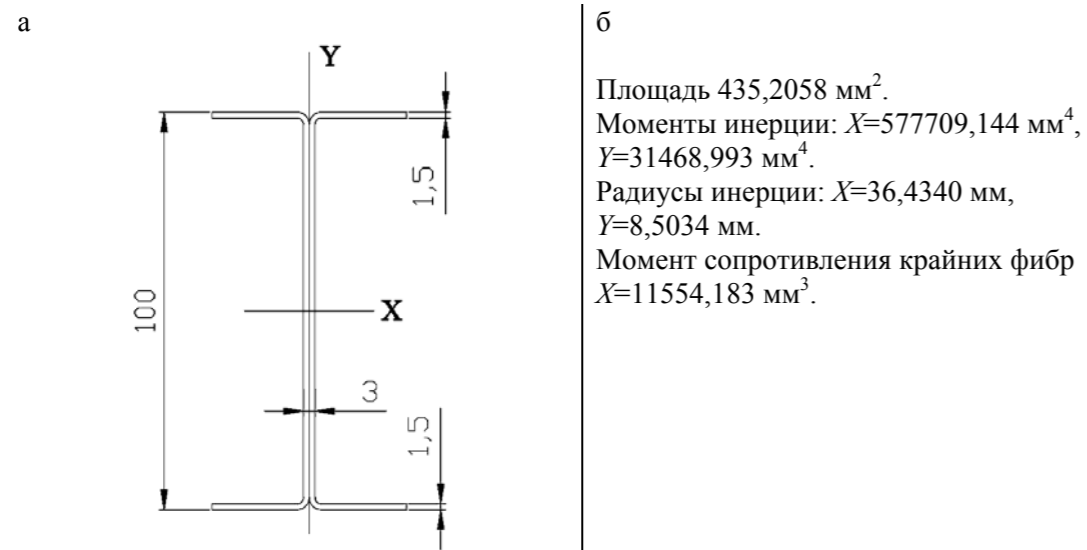 а
Y
1,5
100
X
3
1,5
б
Площадь 435,2058 мм².
Моменты инерции: X=577709,144 мм⁴,
Y=31468,993 мм⁴.
Радиусы инерции: X=36,4340 мм,
Y=8,5034 мм.
Момент сопротивления крайних фибр
X=11554,183 мм³.